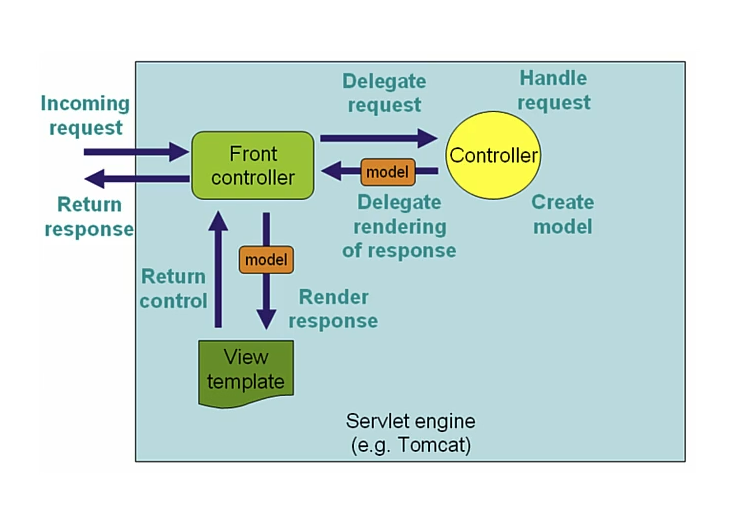 Incoming
request
Return
response
Front
controller
Delegate
request
Handle
request
Controller
model
Delegate
rendering
of response
Create
model
model
Return
control
Render
response
View
template
Servlet engine
(e.g. Tomcat)